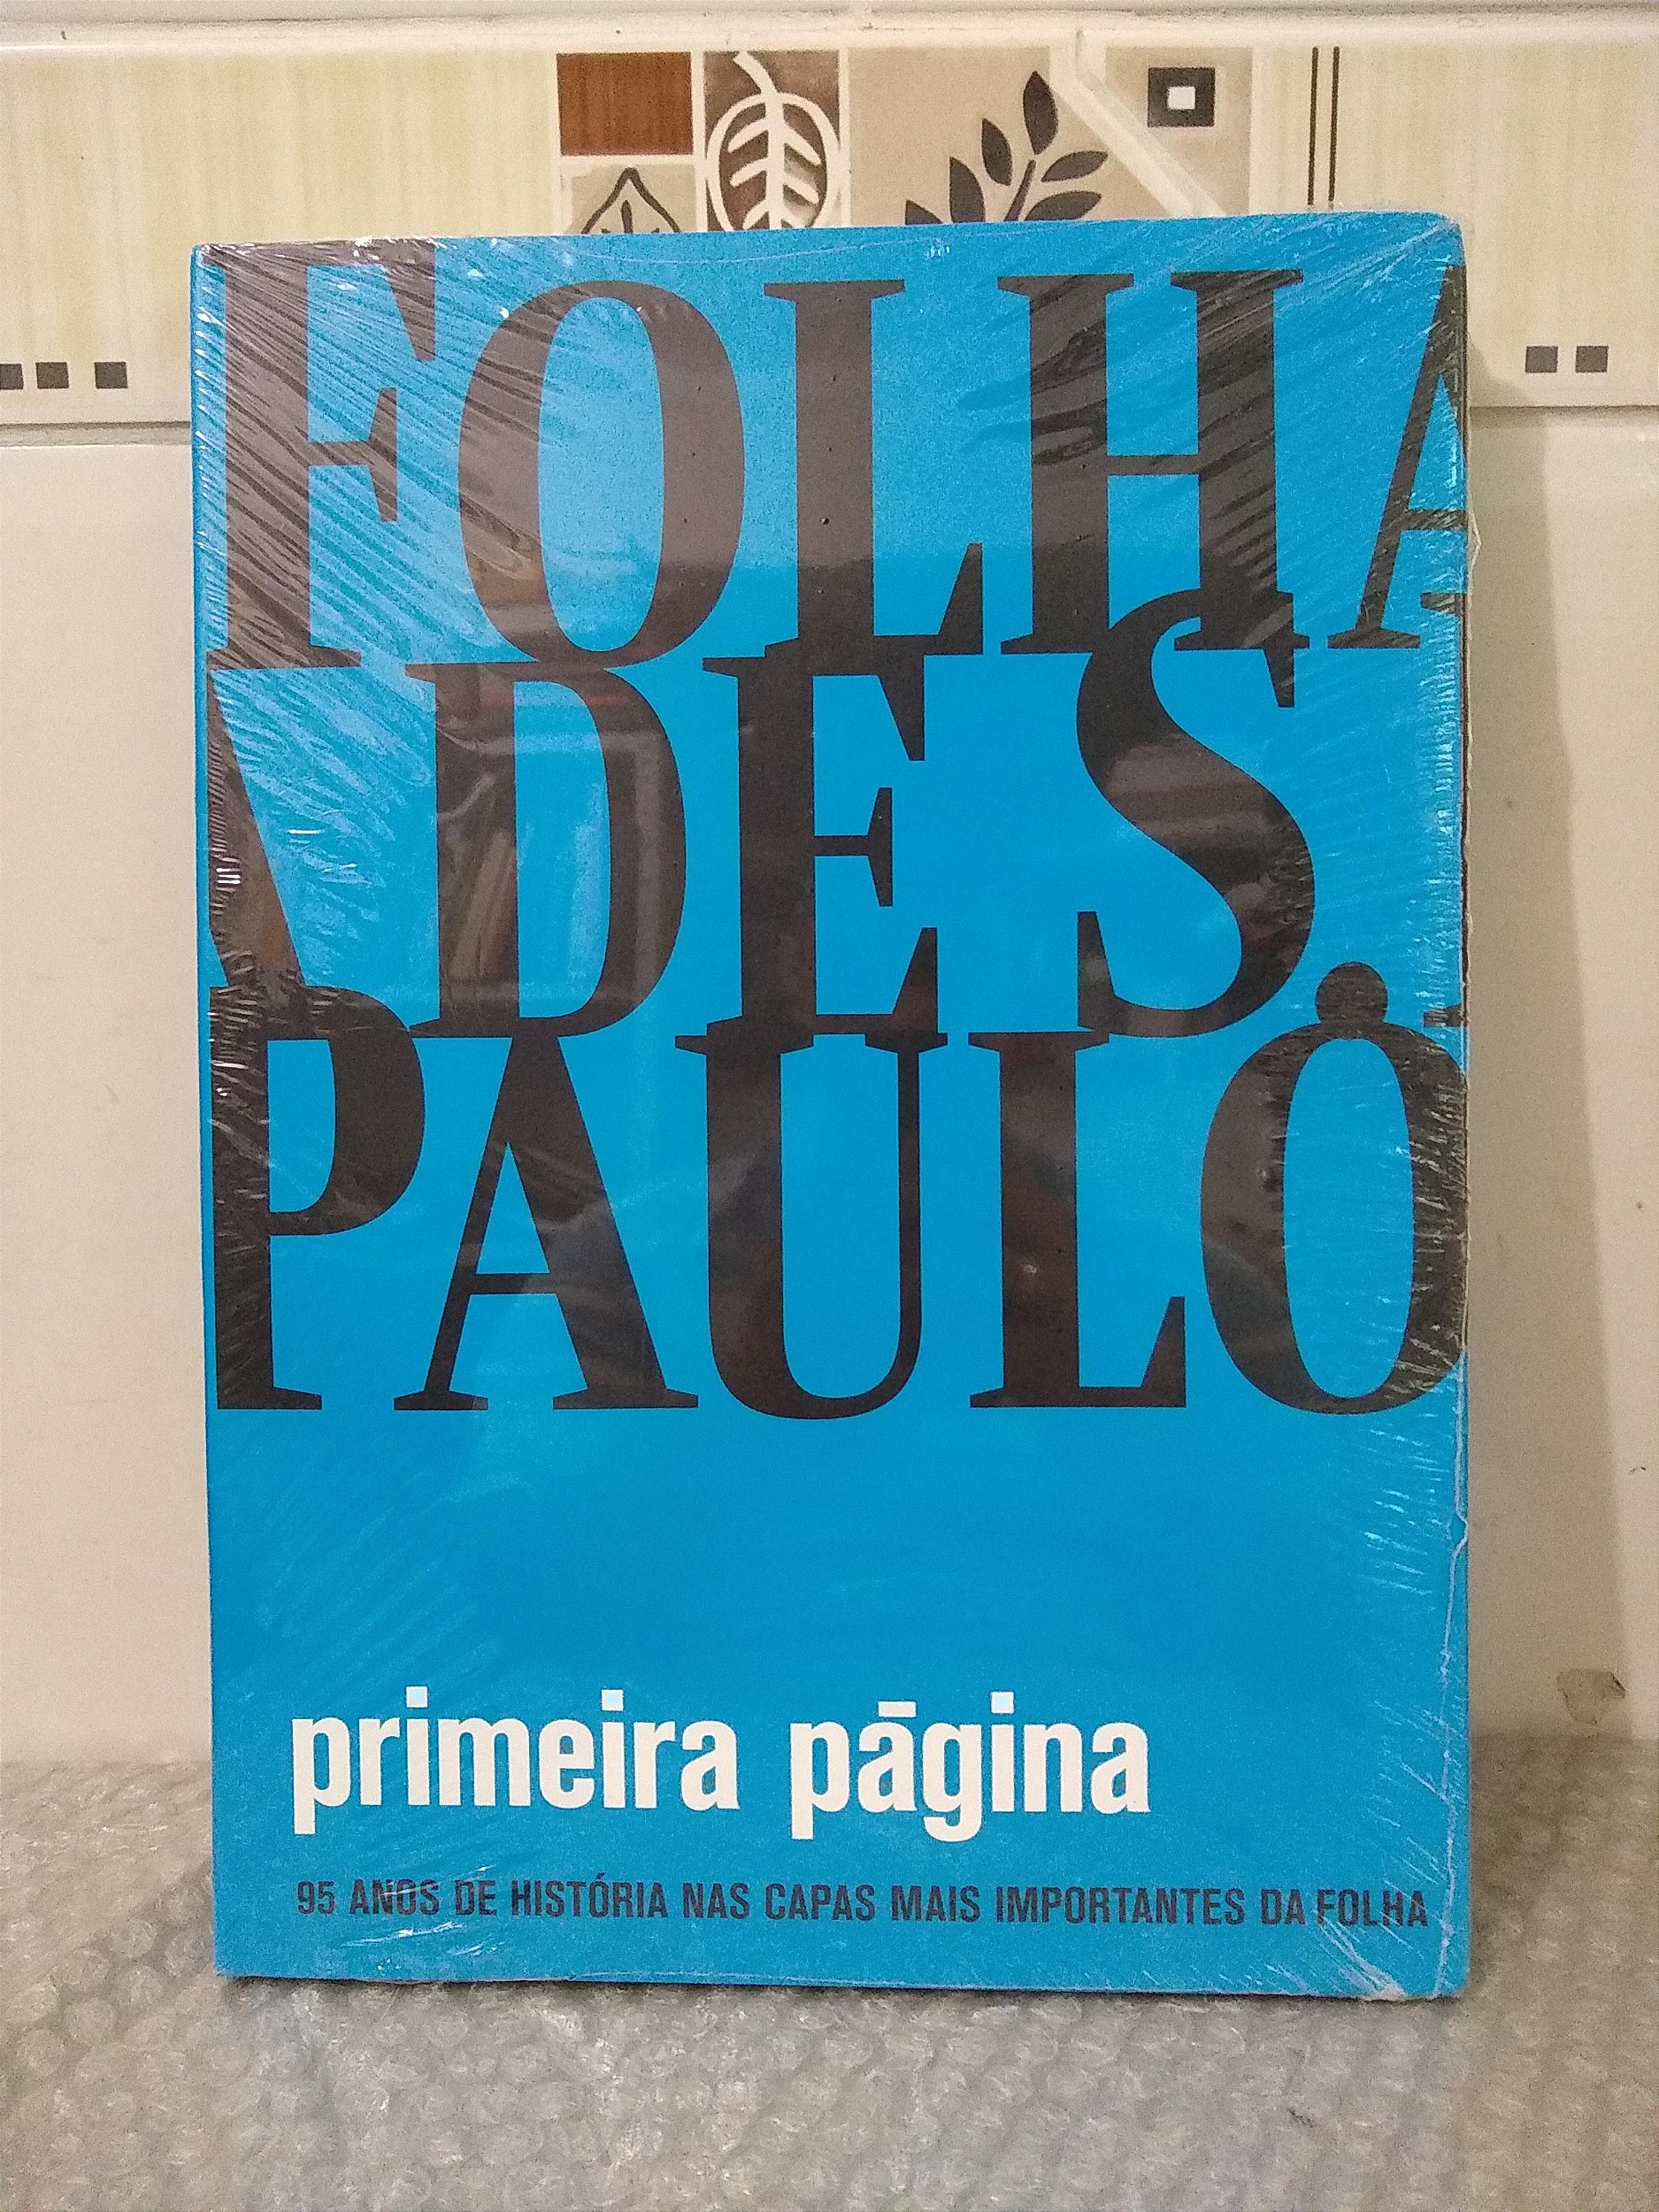 FOLHA
DE S.
PAULO
primeira página
95 ANOS DE HISTÓRIA NAS CAPAS MAIS IMPORTANTES DA FOLHA